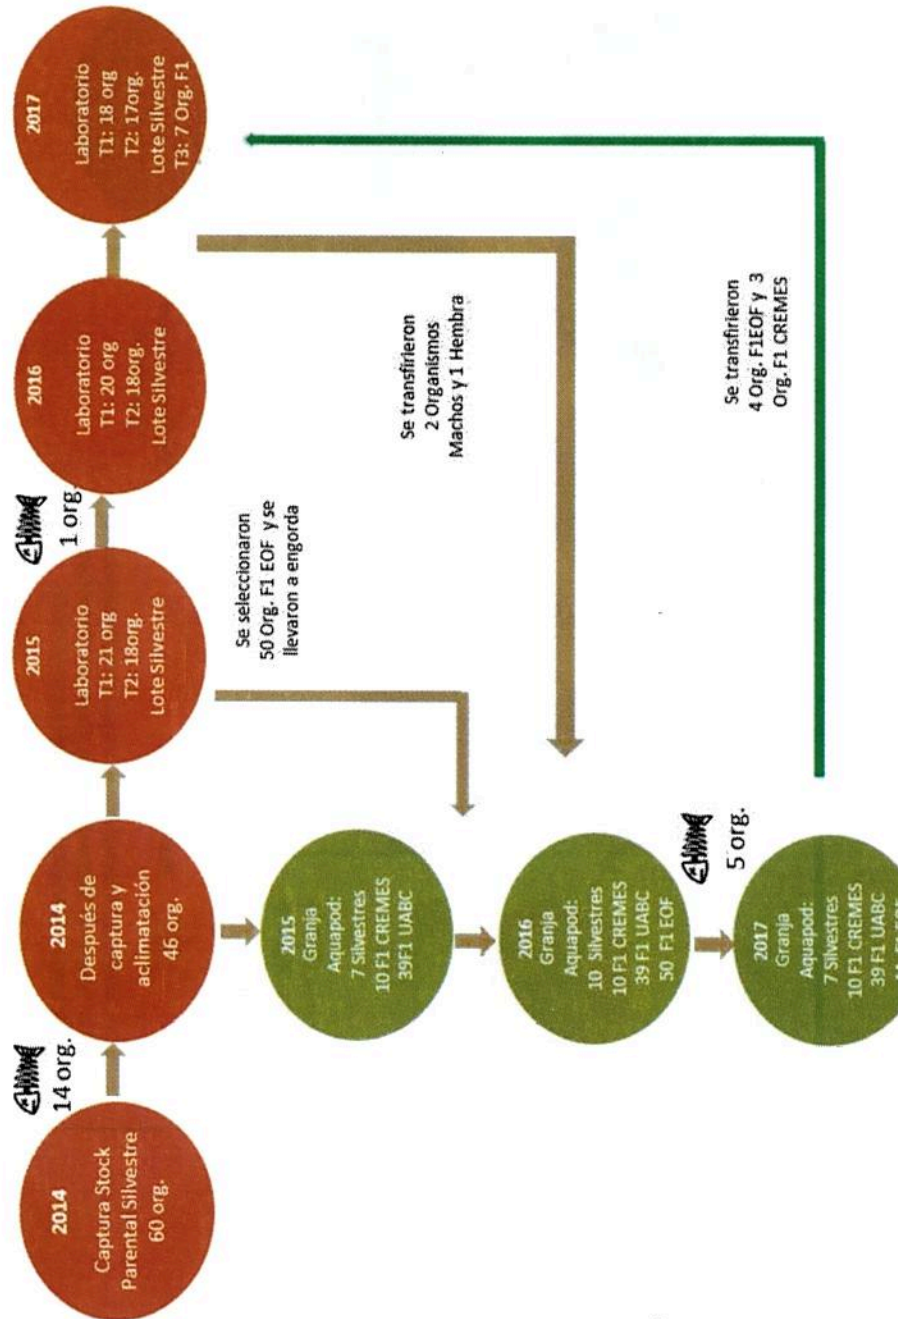 2014
Captura Stock
Parental Silvestre
60 org.
14 org.
2014
Después de
captura y
aclimatación
46 org.
2015
Laboratorio
T1: 21 org
T2: 18org.
Lote Silvestre
1 org.
2016
Laboratorio
T1: 20 org
T2: 18org.
Lote Silvestre
2017
Laboratorio
T1: 18 org
T2: 17org.
Lote Silvestre
T3: 7 Org. F1
Se seleccionaron
50 Org. F1 EOF y se
llevaron a engorda
Se transfirieron
2 Organismos
Machos y 1 Hembra
Se transfirieron
4 Org. F1EOF y 3
Org. F1 CREMES
2015
Granja
Aquapod:
7 Silvestres
10 F1 CREMES
39F1 UABC
2016
Granja
Aquapod:
10 Silvestres
10 F1 CREMES
39 F1 UABC
50 F1 EOF
5 org.
2017
Granja
Aquapod:
7 Silvestres
10 F1 CREMES
39 F1 UABC